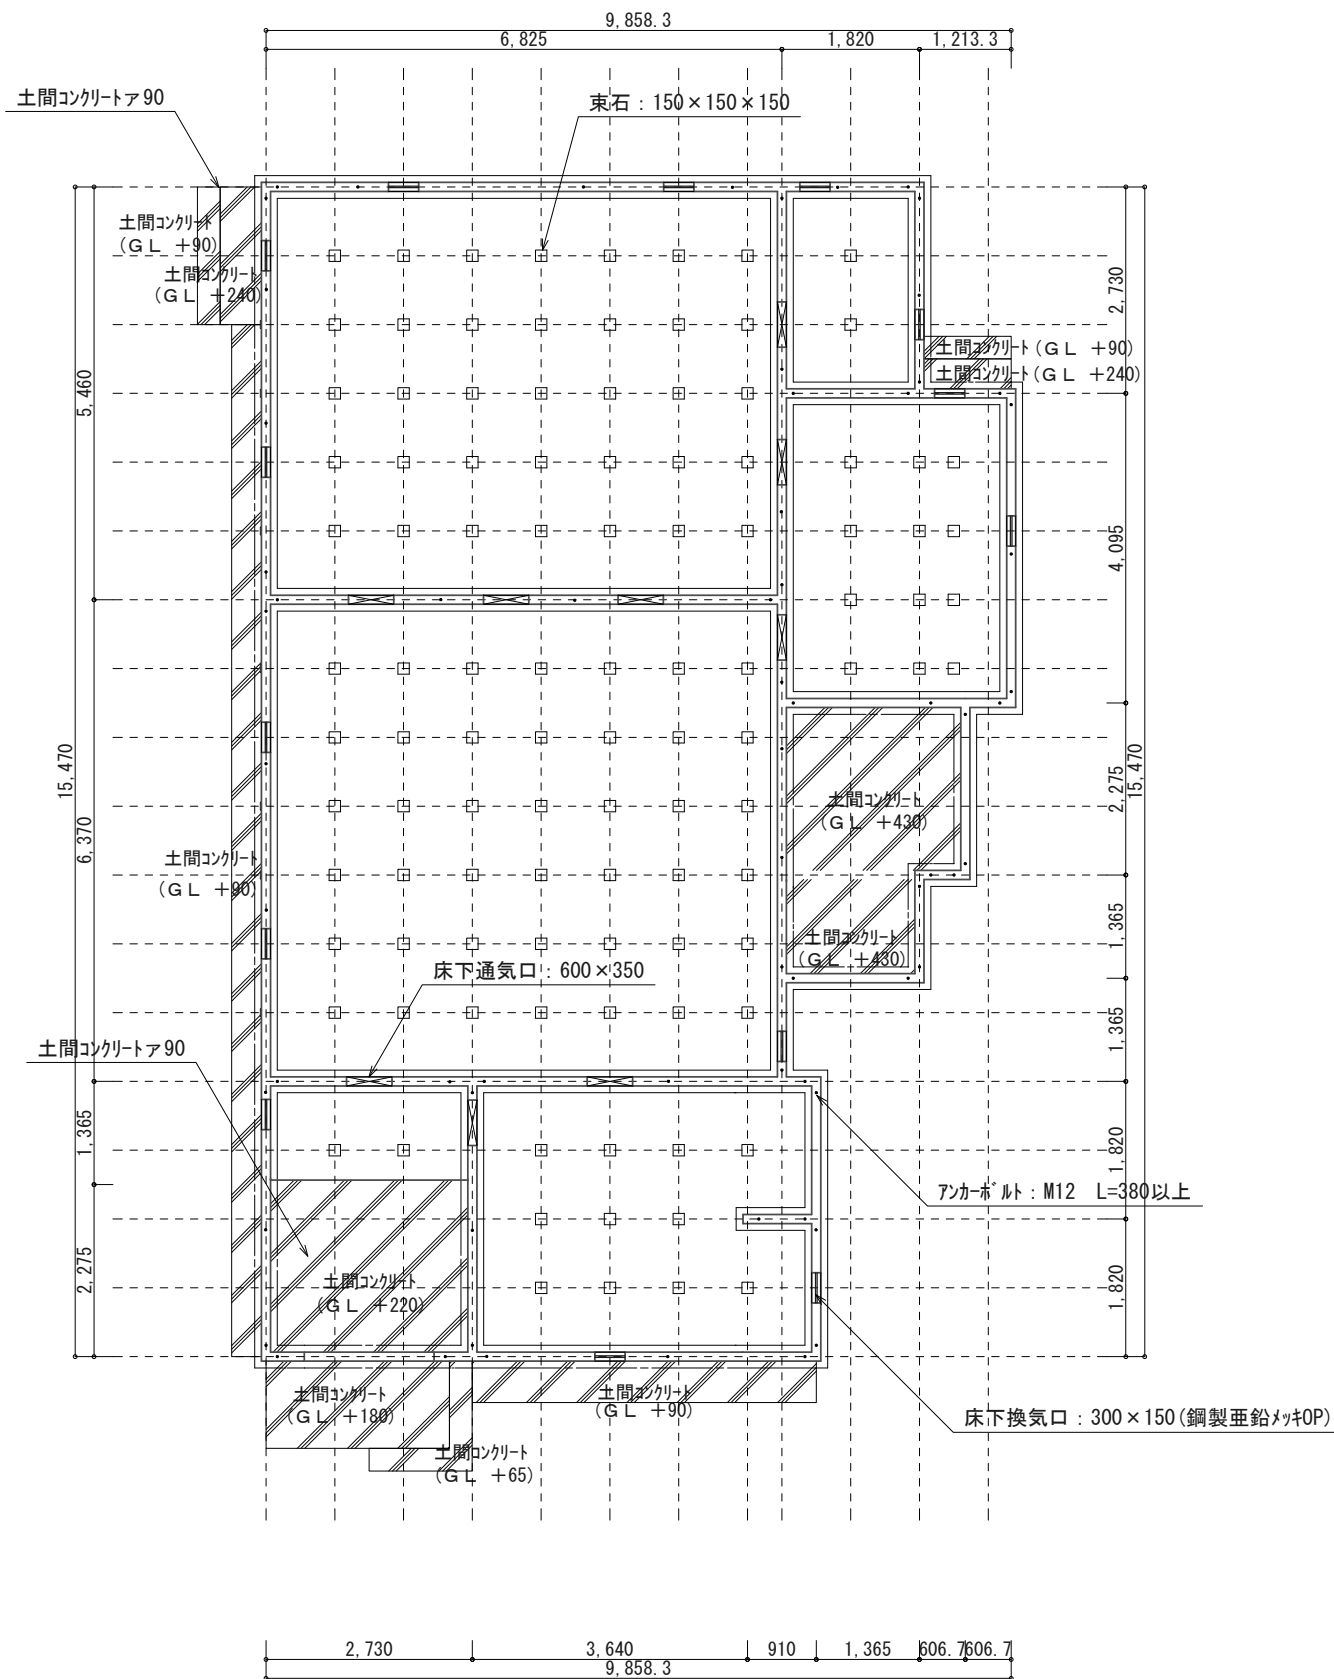 9,858.3
6,825
1,820
1,213.3
土間コンクリートア90
束石：150×150×150
土間コンクリート
(ＧＬ ＋90)
土間コンクリート
(ＧＬ ＋240)
2,730
土間コンクリート(ＧＬ ＋90)
土間コンクリート(ＧＬ ＋240)
5,460
4,095
15,470
6,370
2,275
15,470
土間コンクリート
(ＧＬ ＋430)
土間コンクリート
(ＧＬ ＋90)
1,365
土間コンクリート
(ＧＬ ＋430)
床下通気口：600×350
1,365
土間コンクリートア90
1,365
1,820
アンカーボルト：M12 L=380以上
2,275
土間コンクリート
(ＧＬ ＋220)
1,820
土間コンクリート
(ＧＬ ＋180)
土間コンクリート
(ＧＬ ＋90)
床下換気口：300×150(鋼製亜鉛メッキOP)
土間コンクリート
(ＧＬ ＋65)
2,730
3,640
910
1,365
606.7
606.7
9,858.3